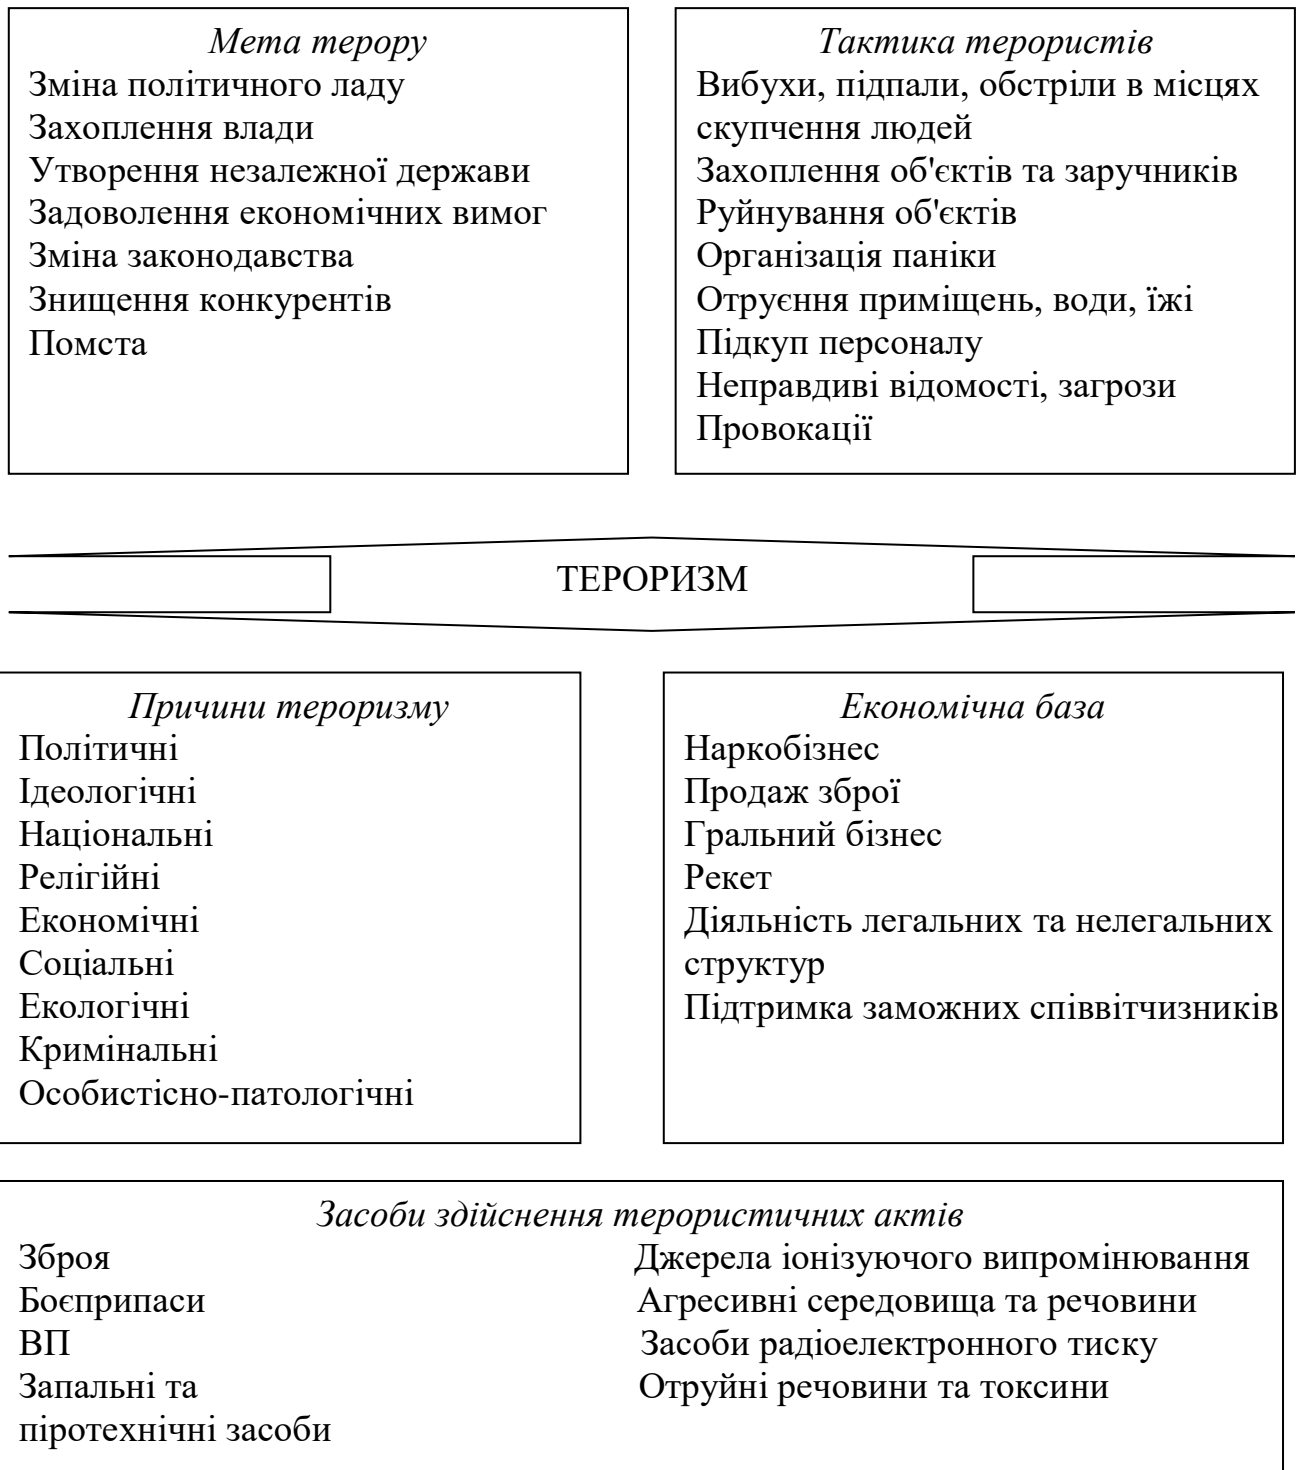 Мета терору
Зміна політичного ладу
Захоплення влади
Утворення незалежної держави
Задоволення економічних вимог
Зміна законодавства
Знищення конкурентів
Помста
Тактика терористів
Вибухи, підпали, обстріли в місцях
скупчення людей
Захоплення об'єктів та заручників
Руйнування об'єктів
Організація паніки
Отруєння приміщень, води, їжі
Підкуп персоналу
Неправдиві відомості, загрози
Провокації
ТЕРОРИЗМ
Причини тероризму
Політичні
Ідеологічні
Національні
Релігійні
Економічні
Соціальні
Екологічні
Кримінальні
Особистісно-патологічні
Економічна база
Наркобізнес
Продаж зброї
Гральний бізнес
Рекет
Діяльність легальних та нелегальних
структур
Підтримка заможних співвітчизників
Засоби здійснення терористичних актів
Зброя
Боєприпаси
ВП
Запальні та
піротехнічні засоби
Джерела іонізуючого випромінювання
Агресивні середовища та речовини
Засоби радіоелектронного тиску
Отруйні речовини та токсини